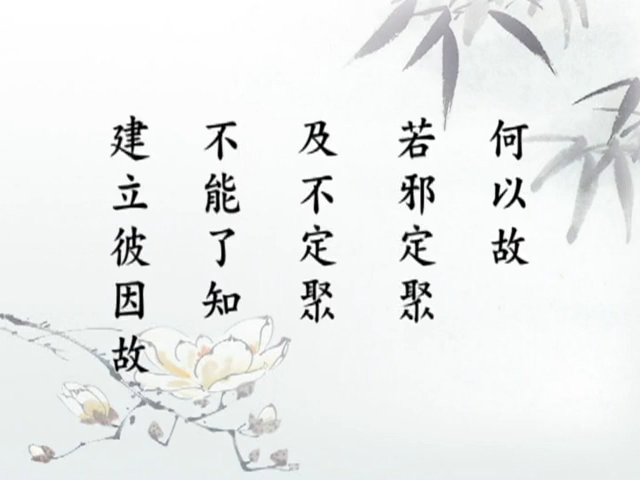 何以故
若邪定聚
及不定聚
不能了知
建立彼因故